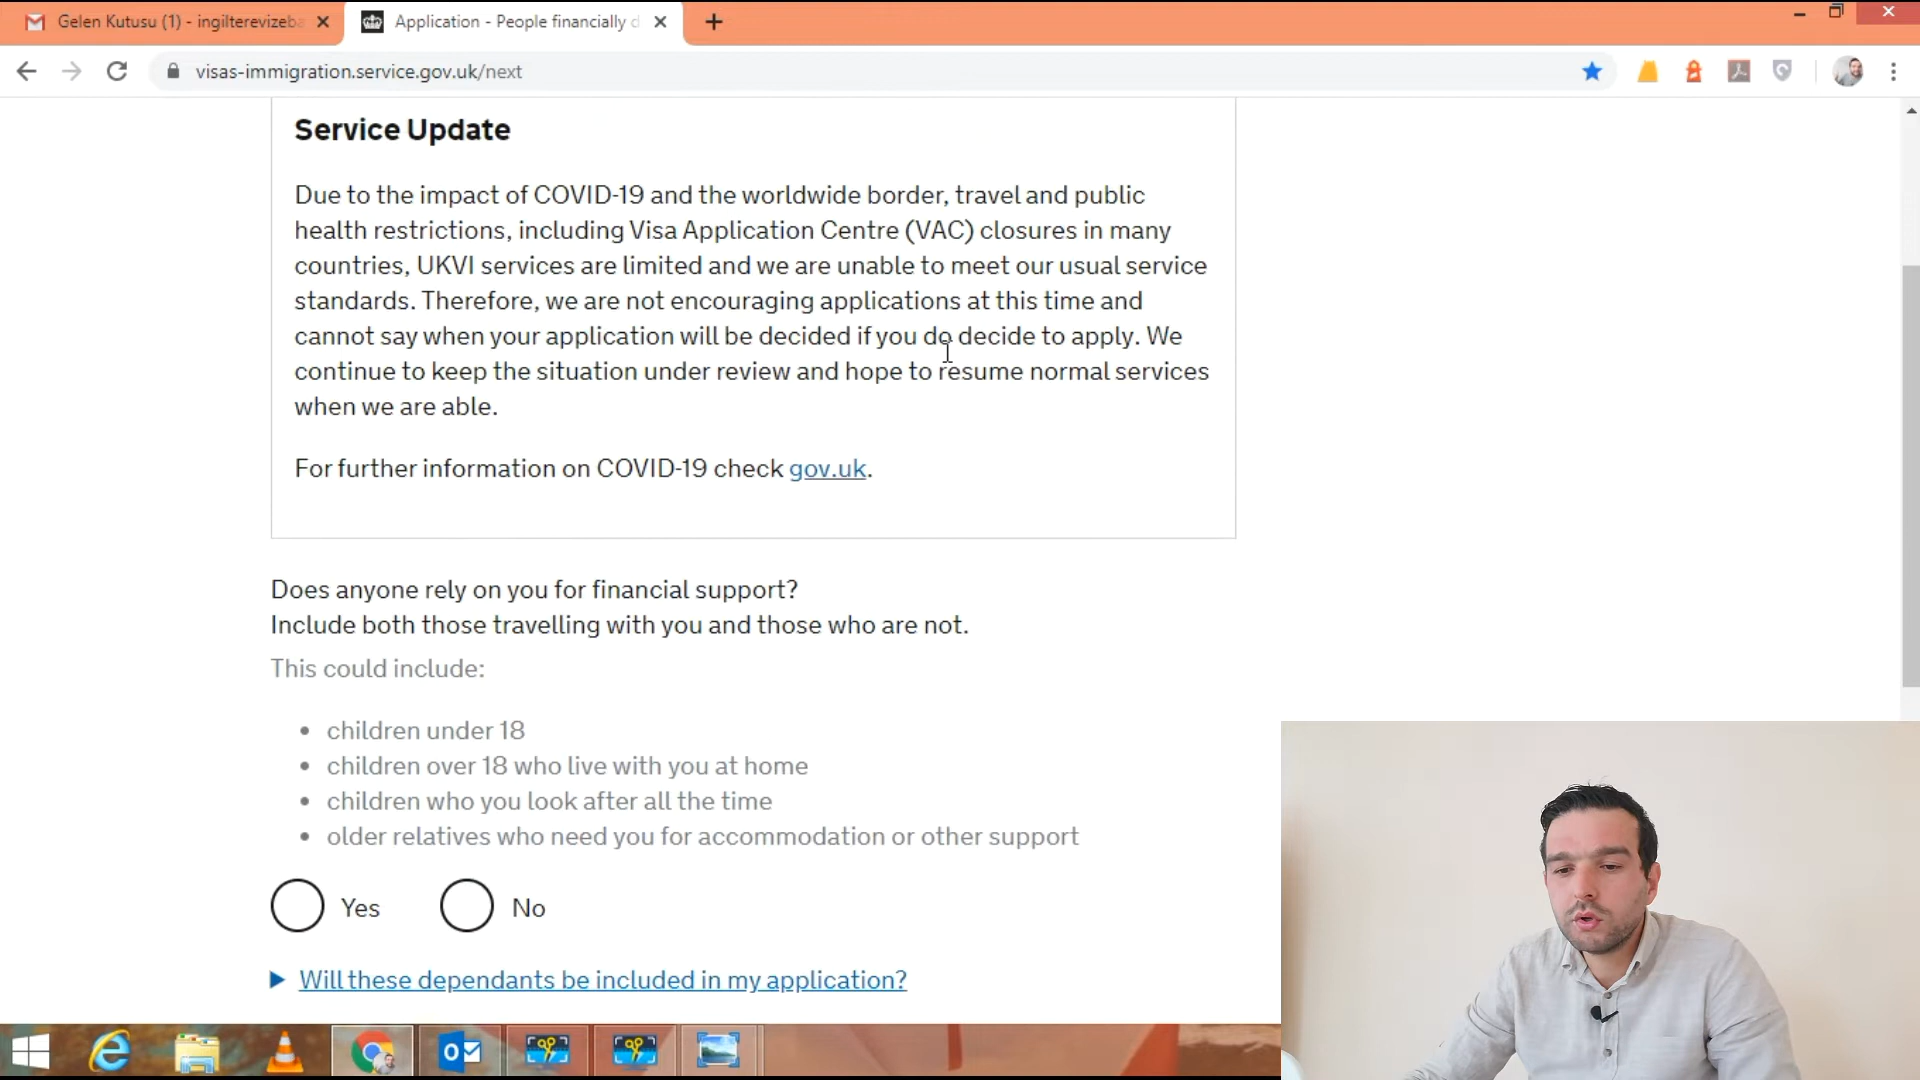 Gelen Kutusu (1) - ingilterevizeba
Application - People financially d
visas-immigration.service.gov.uk/next
Service Update
Due to the impact of COVID-19 and the worldwide border, travel and public
health restrictions, including Visa Application Centre (VAC) closures in many
countries, UKVI services are limited and we are unable to meet our usual service
standards. Therefore, we are not encouraging applications at this time and
cannot say when your application will be decided if you do decide to apply. We
continue to keep the situation under review and hope to resume normal services
when we are able.
For further information on COVID-19 check gov.uk.
Does anyone rely on you for financial support?
Include both those travelling with you and those who are not.
This could include:
• children under 18
• children over 18 who live with you at home
• children who you look after all the time
• older relatives who need you for accommodation or other support
Yes No
Will these dependants be included in my application?